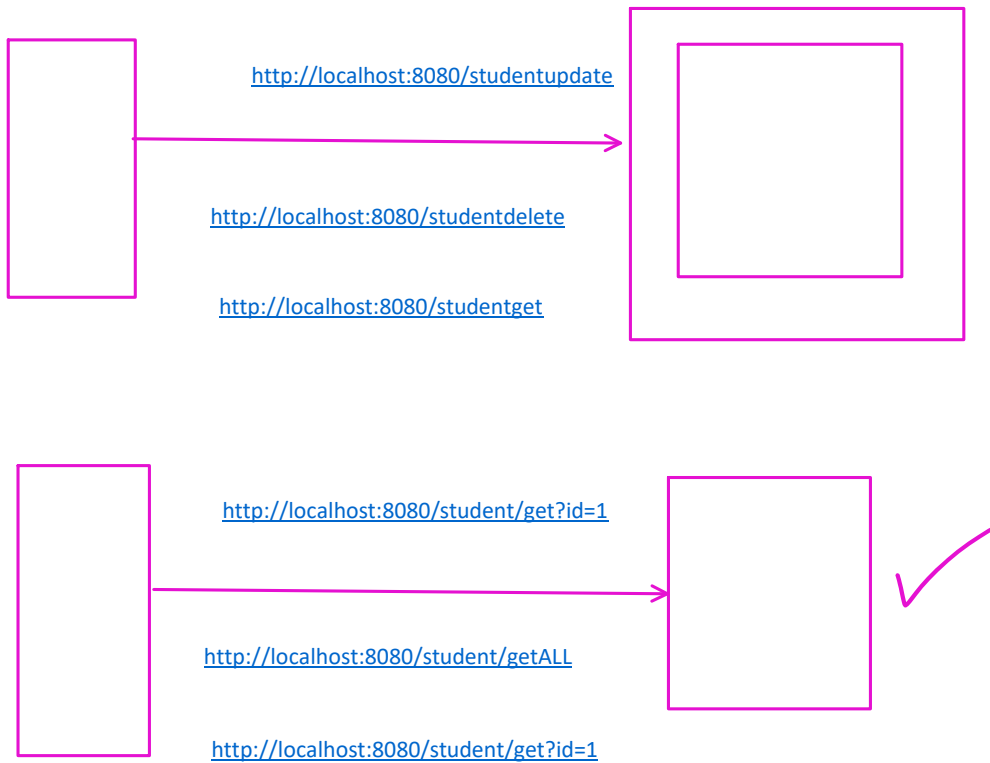 http://localhost:8080/studentupdate
http://localhost:8080/studentdelete
http://localhost:8080/studentget
http://localhost:8080/student/get?id=1
http://localhost:8080/student/getALL
http://localhost:8080/student/get?id=1